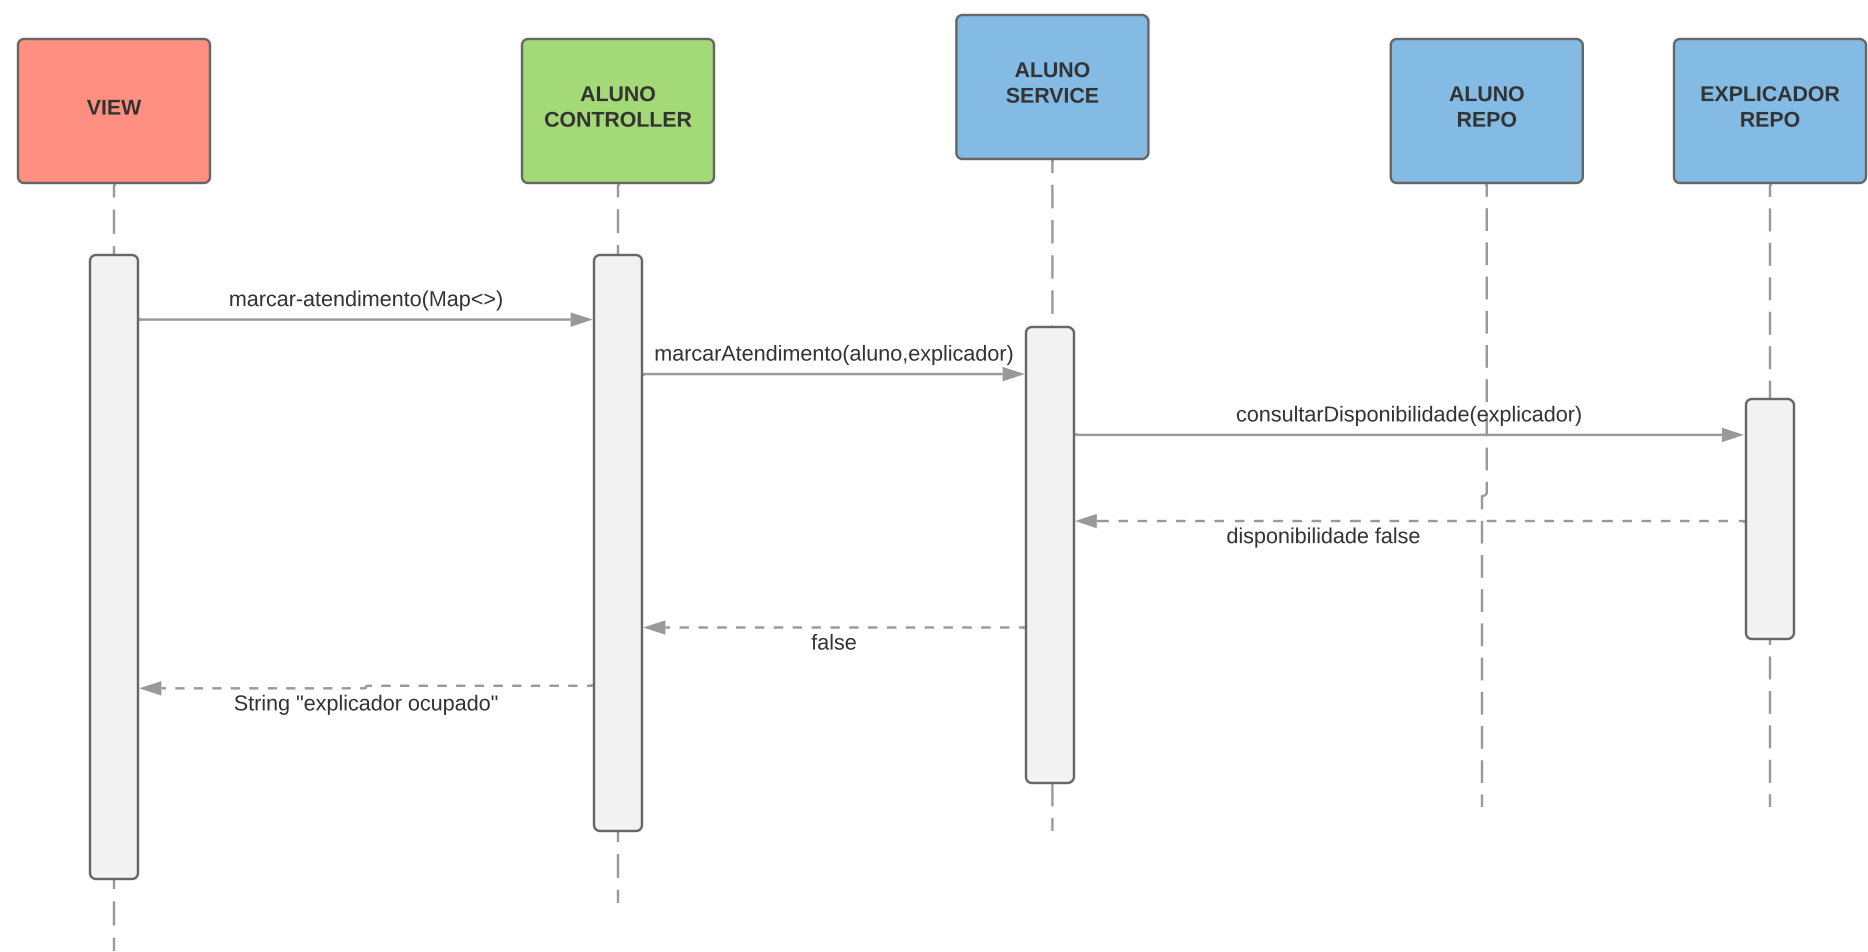 VIEW
ALUNO
CONTROLLER
ALUNO
SERVICE
ALUNO
REPO
EXPLICADOR
REPO
marcar-atendimento(Map<>)
marcarAtendimento(aluno,explicador)
consultarDisponibilidade(explicador)
disponibilidade false
false
String "explicador ocupado"